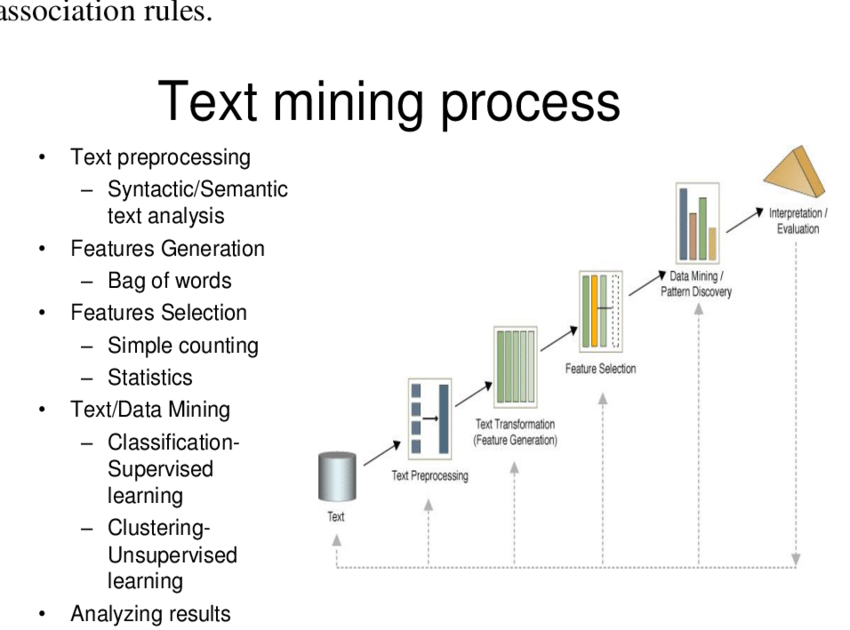 association rules.
Text mining process
• Text preprocessing
– Syntactic/Semantic
text analysis
• Features Generation
– Bag of words
• Features Selection
– Simple counting
– Statistics
• Text/Data Mining
– Classification-
Supervised
learning
– Clustering-
Unsupervised
learning
• Analyzing results
Text
Text Preprocessing
Text Transformation
(Feature Generation)
Feature Selection
Data Mining /
Pattern Discovery
Interpretation /
Evaluation